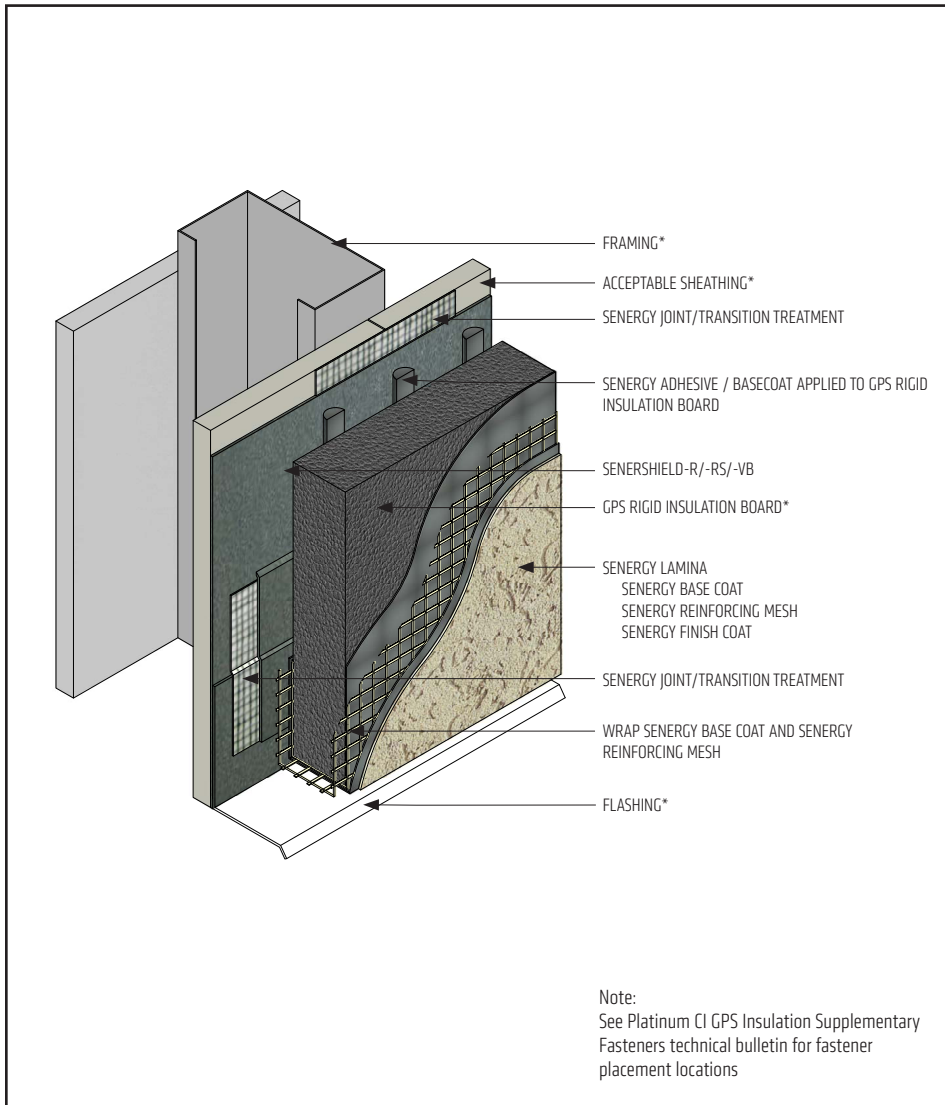 FRAMING*
ACCEPTABLE SHEATHING*
SENERGY JOINT/TRANSITION TREATMENT
SENERGY ADHESIVE / BASECOAT APPLIED TO GPS RIGID
INSULATION BOARD
SENERSHIELD-R/-RS/-VB
GPS RIGID INSULATION BOARD*
SENERGY LAMINA
SENERGY BASE COAT
SENERGY REINFORCING MESH
SENERGY FINISH COAT
SENERGY JOINT/TRANSITION TREATMENT
WRAP SENERGY BASE COAT AND SENERGY
REINFORCING MESH
FLASHING*
Note:
See Platinum CI GPS Insulation Supplementary
Fasteners technical bulletin for fastener
placement locations